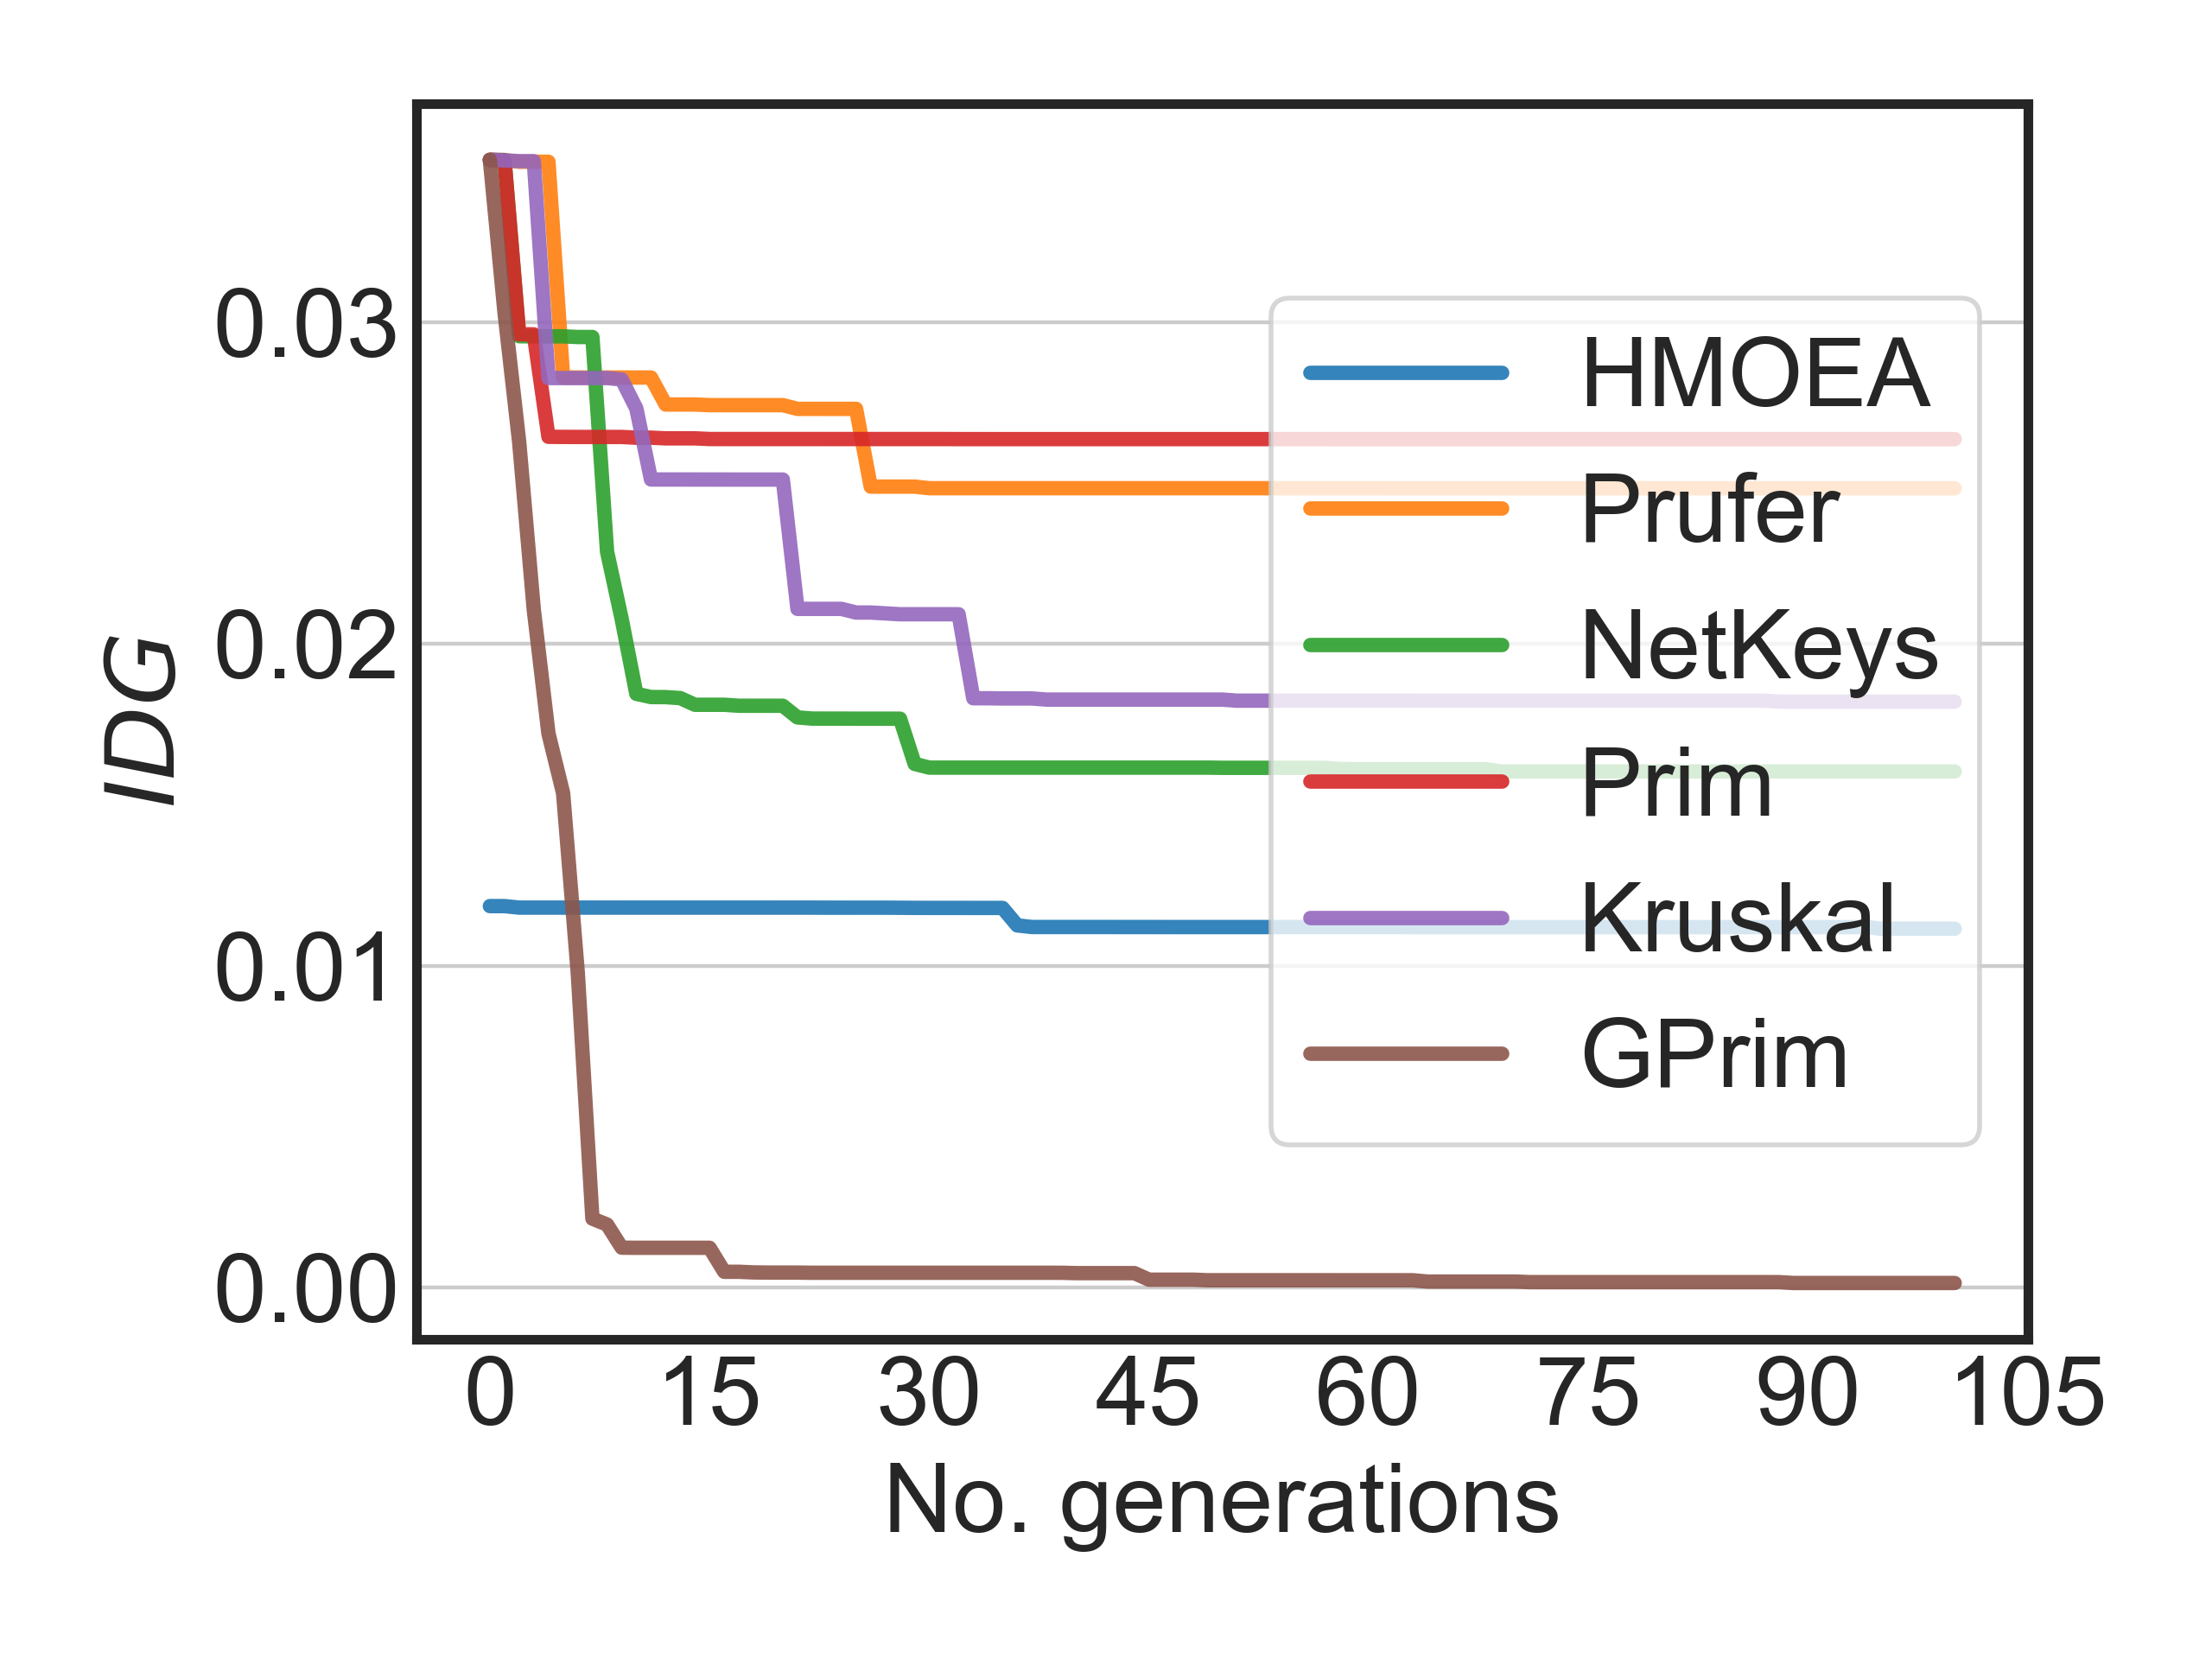 IDG
0.03
0.02
0.01
0.00
HMOEA
Prufer
NetKeys
Prim
Kruskal
GPrim
0 15 30 45 60 75 90 105
No. generations